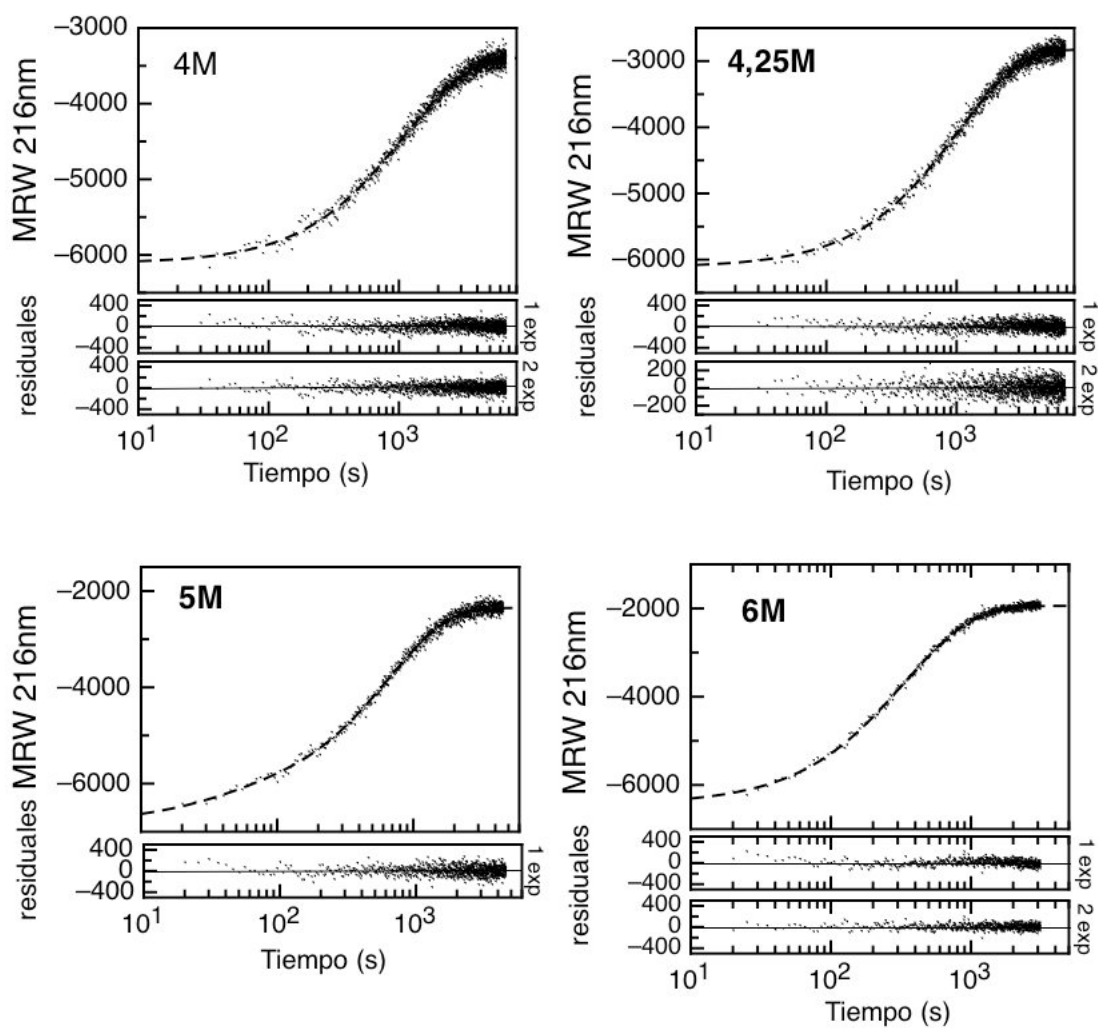 4M
MRW 216nm
−3000
−4000
−5000
−6000
residuales
400
0
−400
1 exp
400
0
−400
2 exp
10¹ 10² 10³
Tiempo (s)
4,25M
MRW 216nm
−3000
−4000
−5000
−6000
residuales
400
0
−400
1 exp
200
0
−200
2 exp
10¹ 10² 10³
Tiempo (s)
5M
MRW 216nm
−2000
−4000
−6000
residuales
400
0
−400
1 exp
10¹ 10² 10³
Tiempo (s)
6M
MRW 216nm
−2000
−4000
−6000
residuales
400
0
−400
1 exp
400
0
−400
2 exp
10¹ 10² 10³
Tiempo (s)